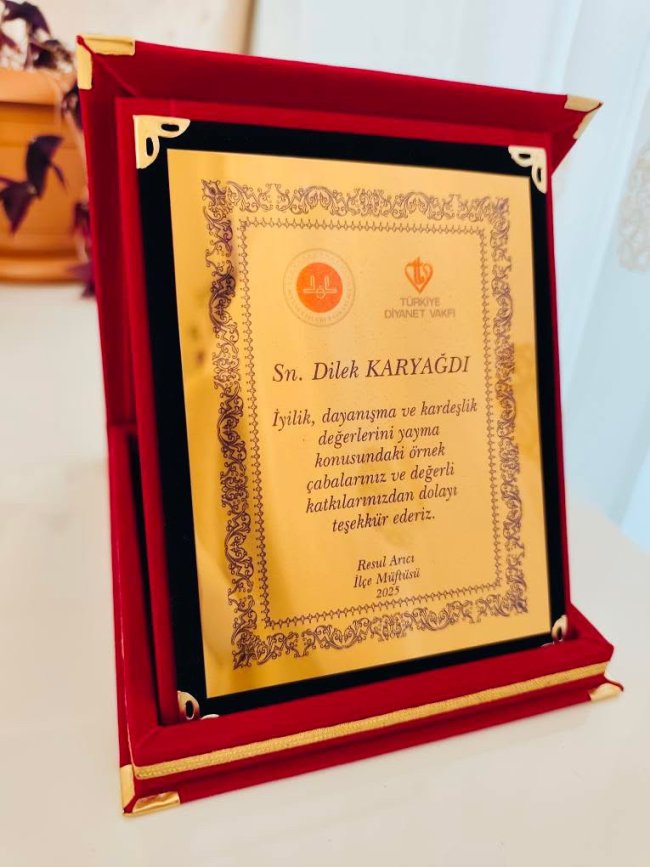 TÜRKİYE
DİYANET VAKFI
Sn. Dilek KARYAĞDI
İyilik, dayanışma ve kardeşlik
değerlerini yayma
konusundaki örnek
çabalarınız ve değerli
katkılarınızdan dolayı
teşekkür ederiz.
Resul Arıcı
İlçe Müftüsü
2025